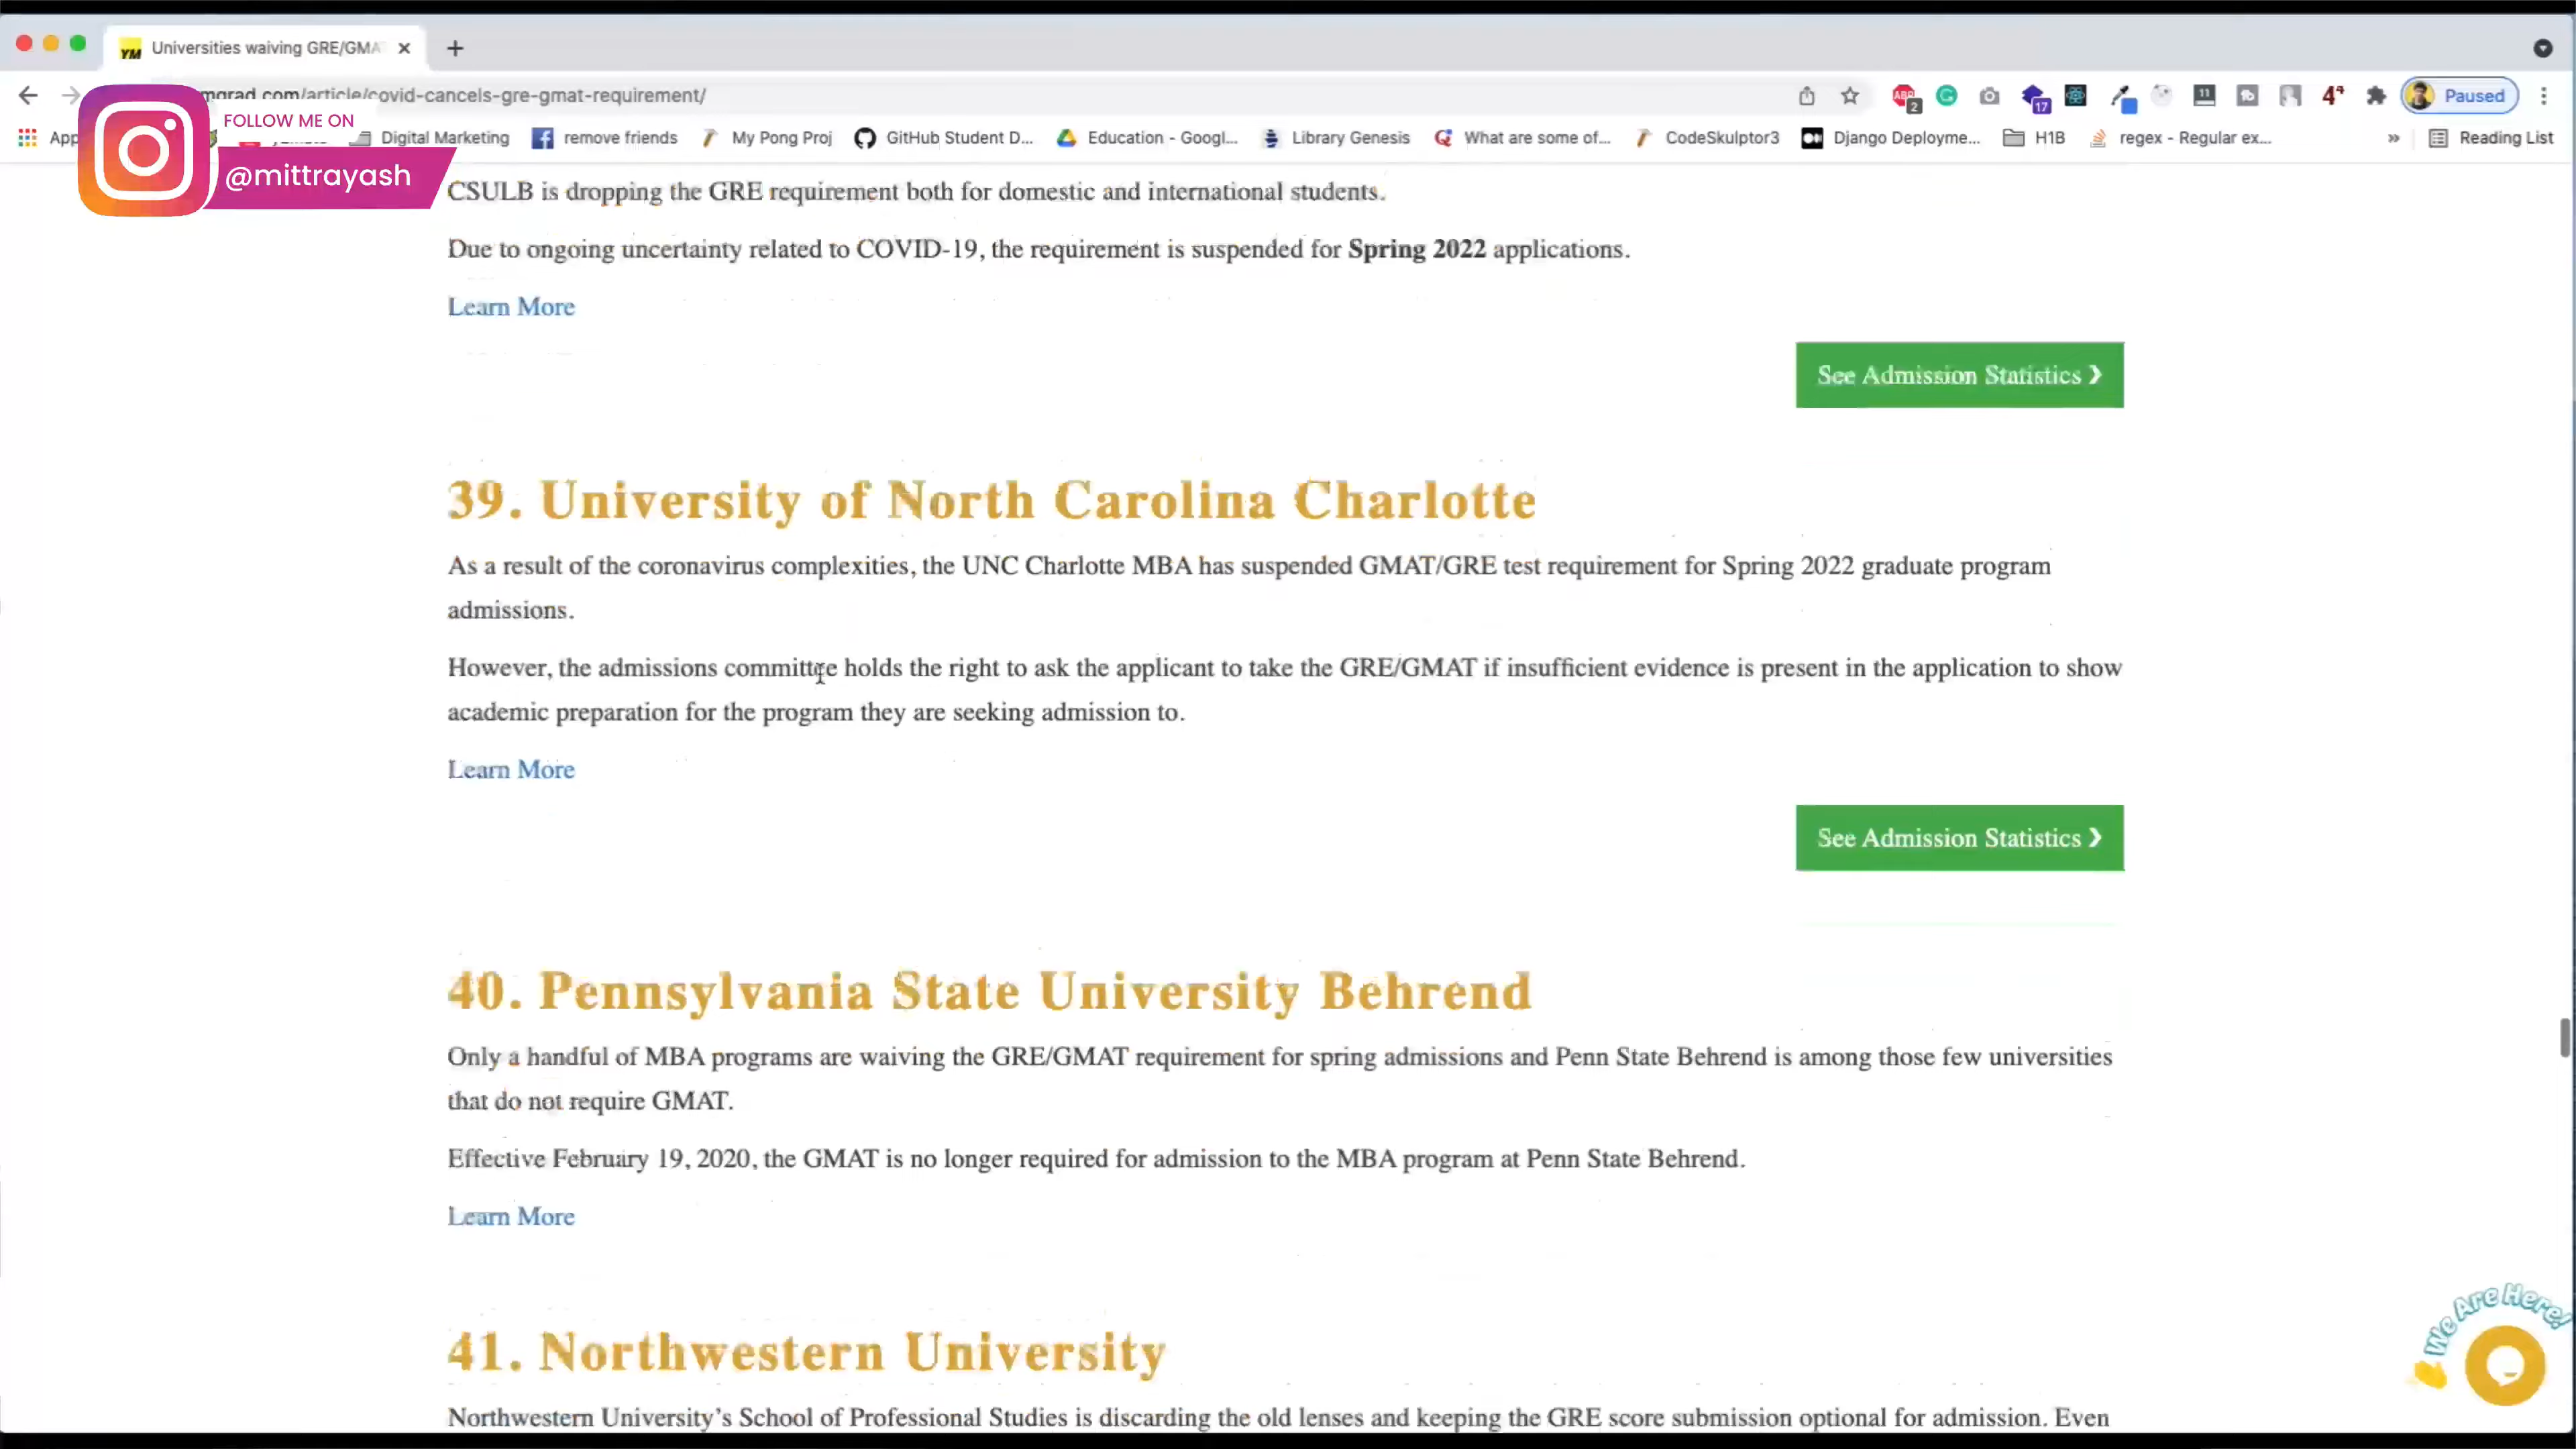 YM Universities waiving GRE/GMA
mgrad.com/article/covid-cancels-gre-gmat-requirement/
2
17
11
Paused
App
Digital Marketing
remove friends
My Pong Proj
GitHub Student D...
Education - Googl...
Library Genesis
What are some of...
CodeSkulptor3
Django Deployme...
H1B
regex - Regular ex...
»
Reading List
FOLLOW ME ON
@mittrayash
CSULB is dropping the GRE requirement both for domestic and international students.
Due to ongoing uncertainty related to COVID-19, the requirement is suspended for Spring 2022 applications.
Learn More
See Admission Statistics ❯
39. University of North Carolina Charlotte
As a result of the coronavirus complexities, the UNC Charlotte MBA has suspended GMAT/GRE test requirement for Spring 2022 graduate program
admissions.
However, the admissions committee holds the right to ask the applicant to take the GRE/GMAT if insufficient evidence is present in the application to show
academic preparation for the program they are seeking admission to.
Learn More
See Admission Statistics ❯
40. Pennsylvania State University Behrend
Only a handful of MBA programs are waiving the GRE/GMAT requirement for spring admissions and Penn State Behrend is among those few universities
that do not require GMAT.
Effective February 19, 2020, the GMAT is no longer required for admission to the MBA program at Penn State Behrend.
Learn More
41. Northwestern University
Northwestern University's School of Professional Studies is discarding the old lenses and keeping the GRE score submission optional for admission. Even
We Are Here!